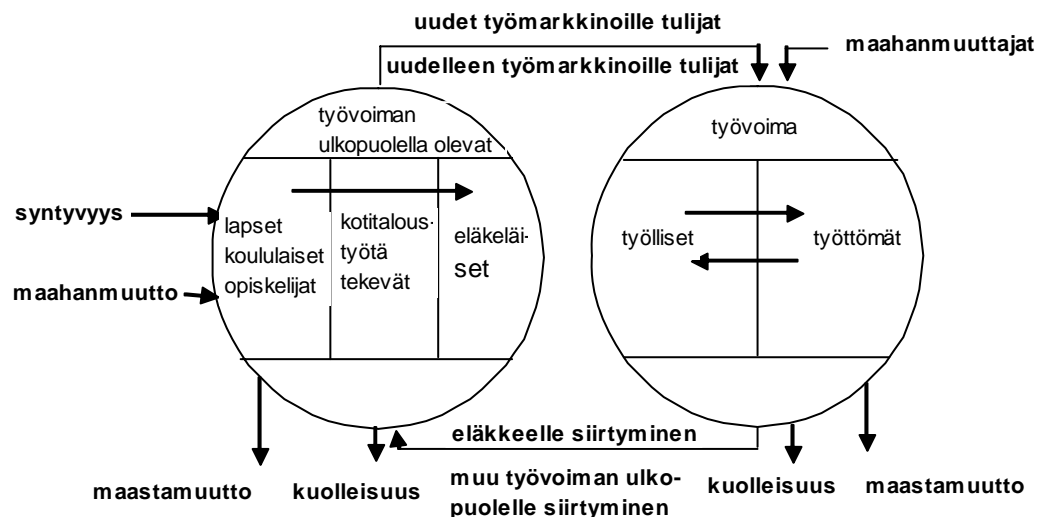 uudet työmarkkinoille tulijat
uudelleen työmarkkinoille tulijat
maahanmuuttajat
työvoiman
ulkopuolella olevat
työvoima
syntyvyys
maahanmuutto
lapset
koululaiset
opiskelijat
kotitalous-
työtä
tekevät
eläkeläi-
set
työlliset
työttömät
eläkkeelle siirtyminen
muu työvoiman ulko-
puolelle siirtyminen
maastamuutto
kuolleisuus
kuolleisuus
maastamuutto